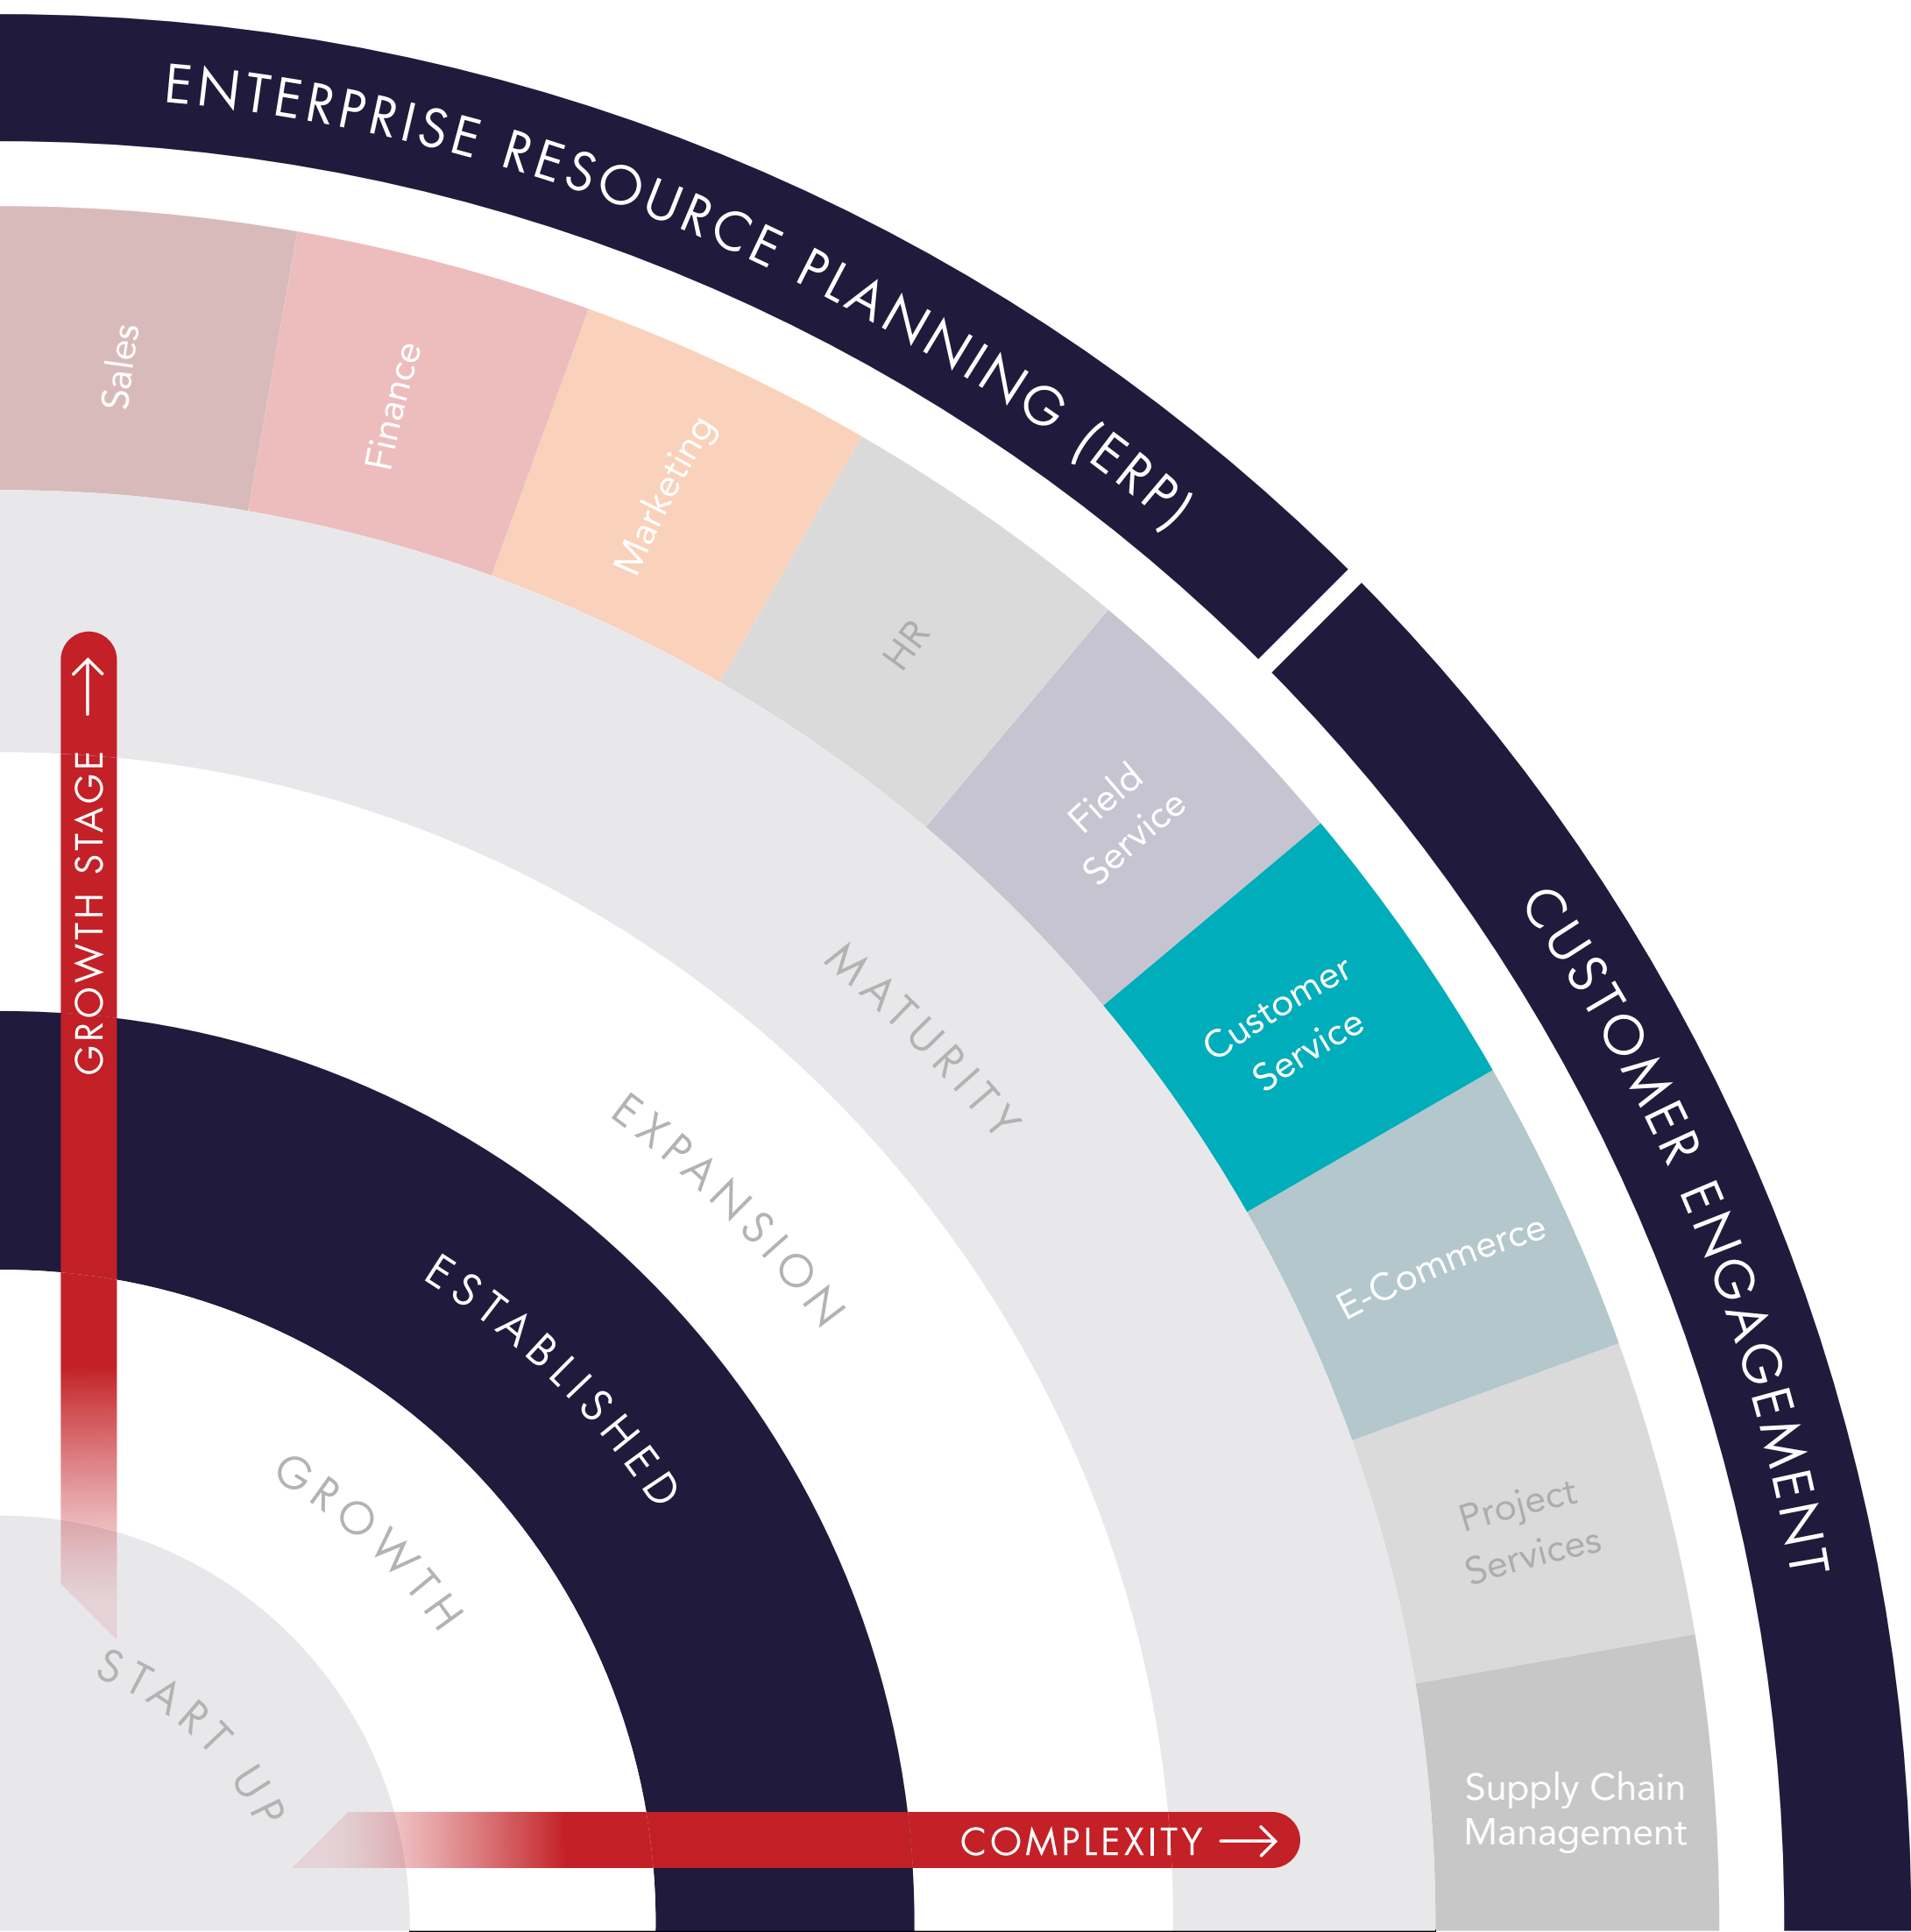 ENTERPRISE RESOURCE PLANNING (ERP)
CUSTOMER ENGAGEMENT
Sales
Finance
Marketing
HR
Field
Service
Customer
Service
E-Commerce
Project
Services
Supply Chain
Management
MATURITY
EXPANSION
ESTABLISHED
GROWTH
START UP
GROWTH STAGE
COMPLEXITY